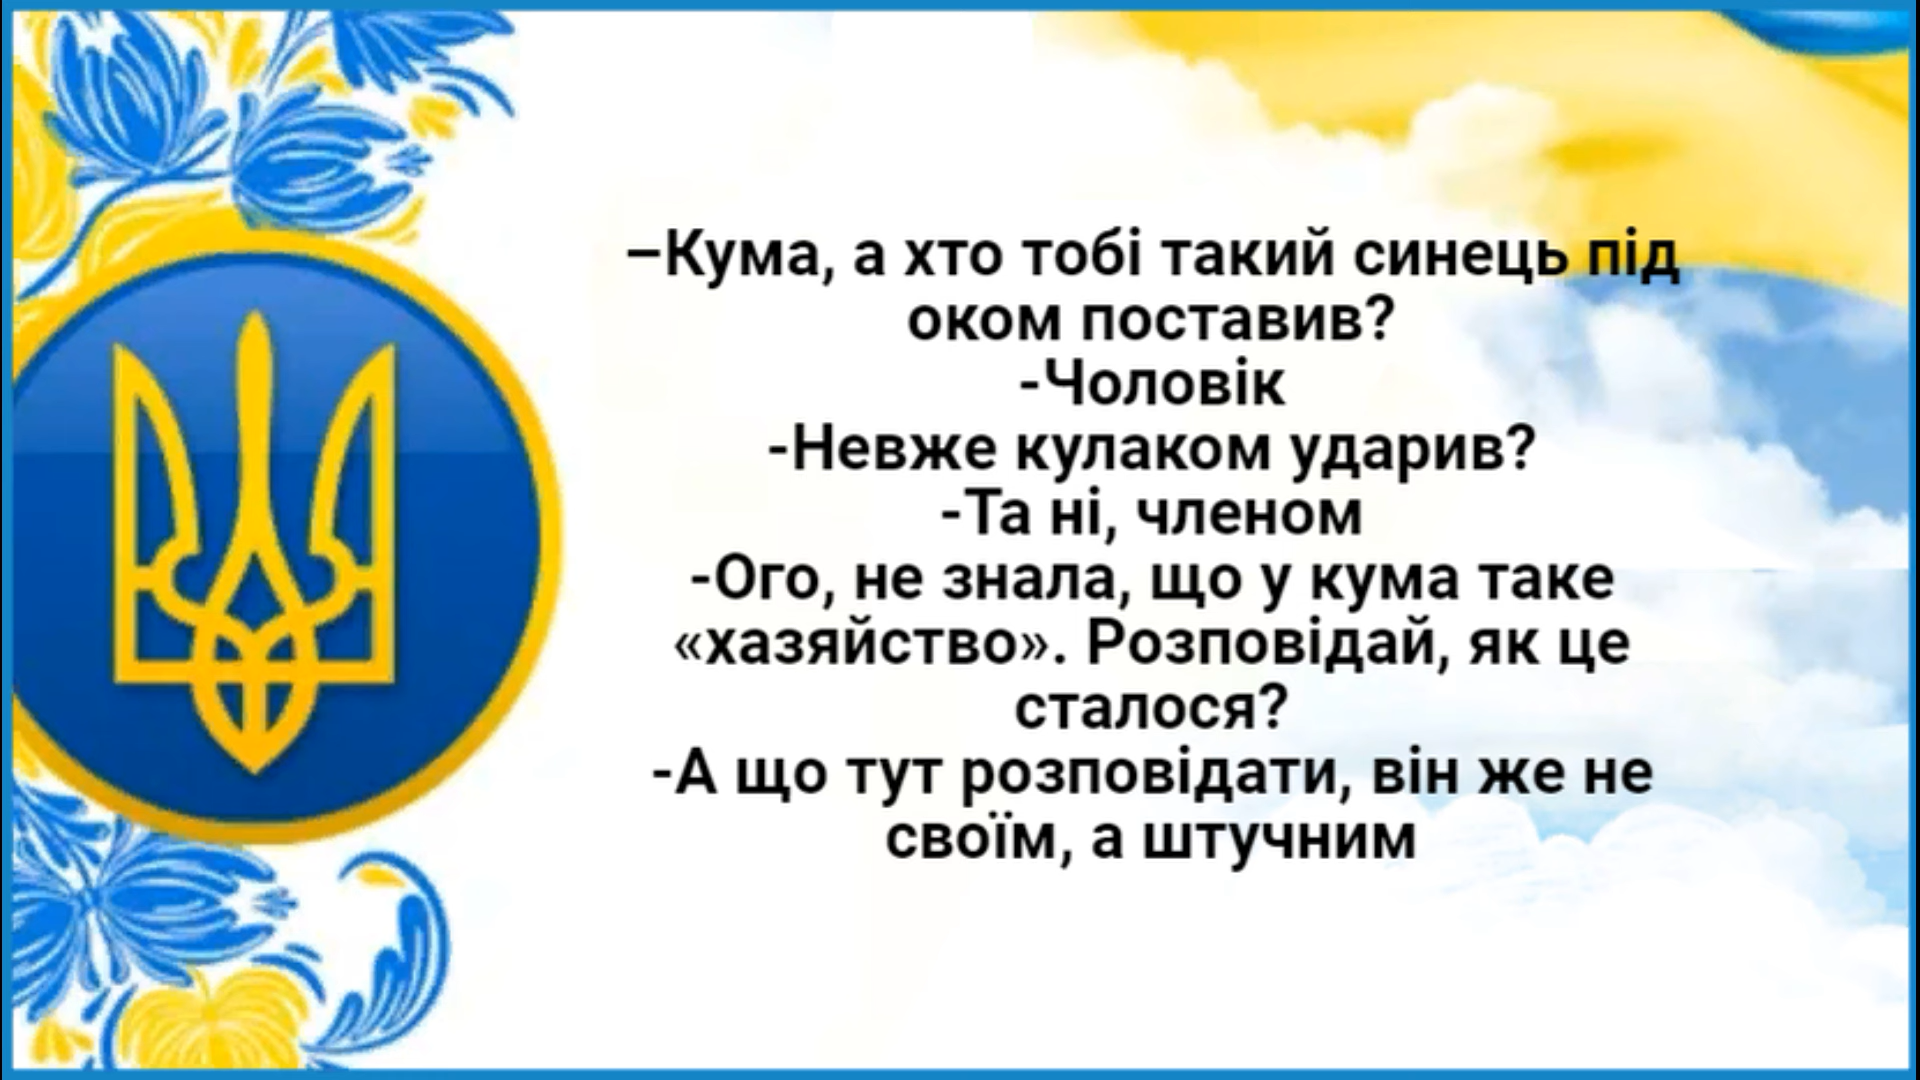 –Кума, а хто тобі такий синець під
оком поставив?
-Чоловік
-Невже кулаком ударив?
-Та ні, членом
-Ого, не знала, що у кума таке
«хазяйство». Розповідай, як це
сталося?
-А що тут розповідати, він же не
своїм, а штучним